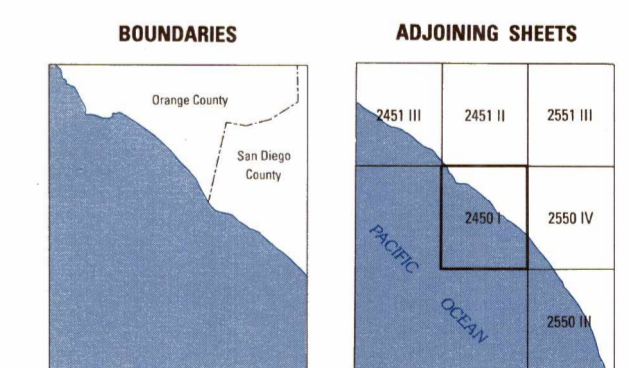 BOUNDARIES
Orange County
San Diego
County
ADJOINING SHEETS
2451 III
2451 II
2551 III
2450 I
2550 IV
PACIFIC
OCEAN
2550 III